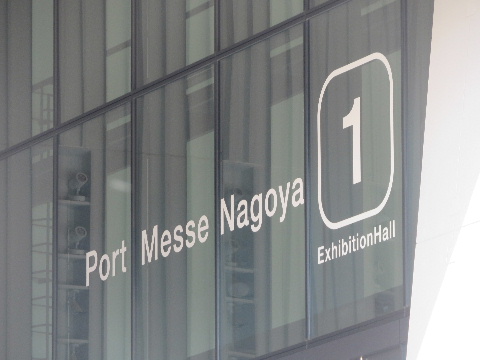 Port Messe Nagoya
1
ExhibitionHall